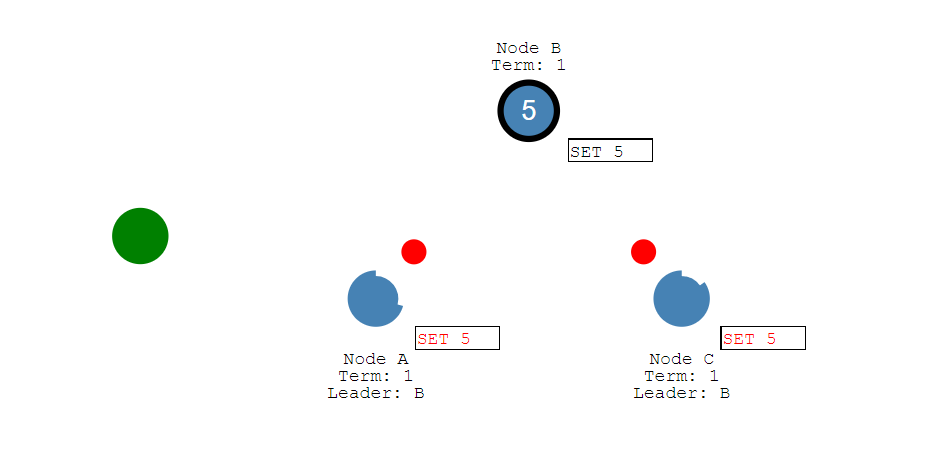 Node B
Term: 1
5
SET 5
SET 5
SET 5
Node A
Term: 1
Leader: B
Node C
Term: 1
Leader: B